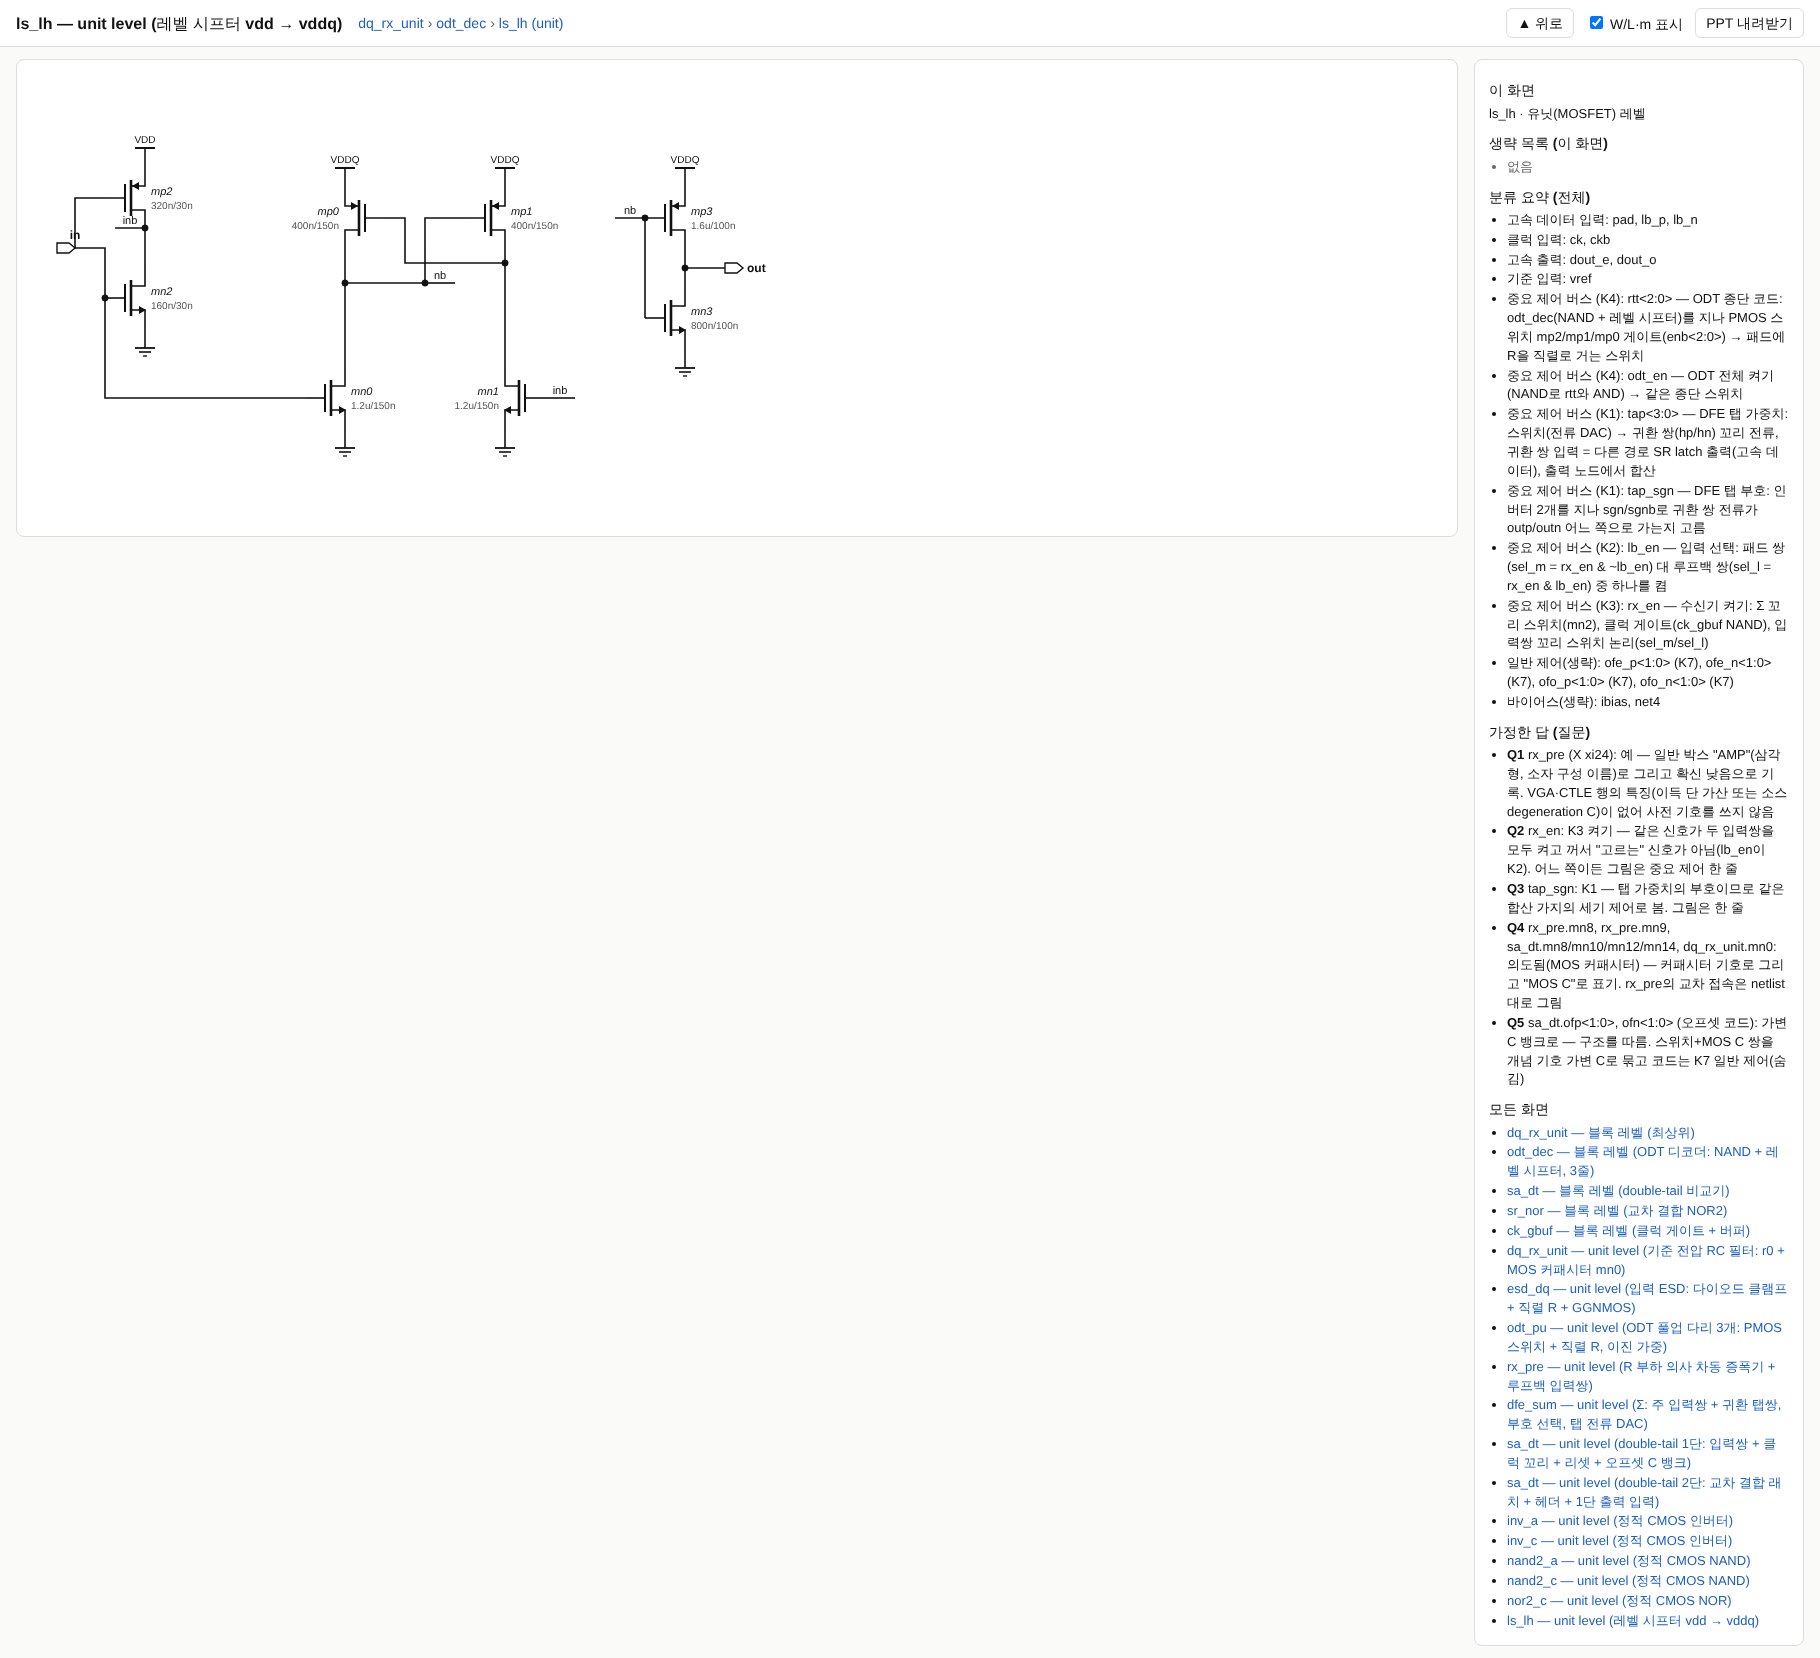 ls_lh — unit level (레벨 시프터 vdd → vddq)
dq_rx_unit › odt_dec › ls_lh (unit)
▲ 위로
W/L·m 표시
PPT 내려받기
VDD
mp2
320n/30n
inb
in
mn2
160n/30n
VDDQ
mp0
400n/150n
VDDQ
mp1
400n/150n
nb
mn0
1.2u/150n
mn1
1.2u/150n
inb
VDDQ
nb
mp3
1.6u/100n
out
mn3
800n/100n
이 화면
ls_lh · 유닛(MOSFET) 레벨
생략 목록 (이 화면)
• 없음
분류 요약 (전체)
• 고속 데이터 입력: pad, lb_p, lb_n
• 클럭 입력: ck, ckb
• 고속 출력: dout_e, dout_o
• 기준 입력: vref
• 중요 제어 버스 (K4): rtt<2:0> — ODT 종단 코드:
odt_dec(NAND + 레벨 시프터)를 지나 PMOS 스
위치 mp2/mp1/mp0 게이트(enb<2:0>) → 패드에
R을 직렬로 거는 스위치
• 중요 제어 버스 (K4): odt_en — ODT 전체 켜기
(NAND로 rtt와 AND) → 같은 종단 스위치
• 중요 제어 버스 (K1): tap<3:0> — DFE 탭 가중치:
스위치(전류 DAC) → 귀환 쌍(hp/hn) 꼬리 전류,
귀환 쌍 입력 = 다른 경로 SR latch 출력(고속 데
이터), 출력 노드에서 합산
• 중요 제어 버스 (K1): tap_sgn — DFE 탭 부호: 인
버터 2개를 지나 sgn/sgnb로 귀환 쌍 전류가
outp/outn 어느 쪽으로 가는지 고름
• 중요 제어 버스 (K2): lb_en — 입력 선택: 패드 쌍
(sel_m = rx_en & ~lb_en) 대 루프백 쌍(sel_l =
rx_en & lb_en) 중 하나를 켬
• 중요 제어 버스 (K3): rx_en — 수신기 켜기: Σ 꼬
리 스위치(mn2), 클럭 게이트(ck_gbuf NAND), 입
력쌍 꼬리 스위치 논리(sel_m/sel_l)
• 일반 제어(생략): ofe_p<1:0> (K7), ofe_n<1:0>
(K7), ofo_p<1:0> (K7), ofo_n<1:0> (K7)
• 바이어스(생략): ibias, net4
가정한 답 (질문)
• Q1 rx_pre (X xi24): 예 — 일반 박스 "AMP"(삼각
형, 소자 구성 이름)로 그리고 확신 낮음으로 기
록. VGA·CTLE 행의 특징(이득 단 가산 또는 소스
degeneration C)이 없어 사전 기호를 쓰지 않음
• Q2 rx_en: K3 켜기 — 같은 신호가 두 입력쌍을
모두 켜고 꺼서 "고르는" 신호가 아님(lb_en이
K2). 어느 쪽이든 그림은 중요 제어 한 줄
• Q3 tap_sgn: K1 — 탭 가중치의 부호이므로 같은
합산 가지의 세기 제어로 봄. 그림은 한 줄
• Q4 rx_pre.mn8, rx_pre.mn9,
sa_dt.mn8/mn10/mn12/mn14, dq_rx_unit.mn0:
의도됨(MOS 커패시터) — 커패시터 기호로 그리
고 "MOS C"로 표기. rx_pre의 교차 접속은 netlist
대로 그림
• Q5 sa_dt.ofp<1:0>, ofn<1:0> (오프셋 코드): 가변
C 뱅크로 — 구조를 따름. 스위치+MOS C 쌍을
개념 기호 가변 C로 묶고 코드는 K7 일반 제어(숨
김)
모든 화면
• dq_rx_unit — 블록 레벨 (최상위)
• odt_dec — 블록 레벨 (ODT 디코더: NAND + 레
벨 시프터, 3줄)
• sa_dt — 블록 레벨 (double-tail 비교기)
• sr_nor — 블록 레벨 (교차 결합 NOR2)
• ck_gbuf — 블록 레벨 (클럭 게이트 + 버퍼)
• dq_rx_unit — unit level (기준 전압 RC 필터: r0 +
MOS 커패시터 mn0)
• esd_dq — unit level (입력 ESD: 다이오드 클램프
+ 직렬 R + GGNMOS)
• odt_pu — unit level (ODT 풀업 다리 3개: PMOS
스위치 + 직렬 R, 이진 가중)
• rx_pre — unit level (R 부하 의사 차동 증폭기 +
루프백 입력쌍)
• dfe_sum — unit level (Σ: 주 입력쌍 + 귀환 탭쌍,
부호 선택, 탭 전류 DAC)
• sa_dt — unit level (double-tail 1단: 입력쌍 + 클
럭 꼬리 + 리셋 + 오프셋 C 뱅크)
• sa_dt — unit level (double-tail 2단: 교차 결합 래
치 + 헤더 + 1단 출력 입력)
• inv_a — unit level (정적 CMOS 인버터)
• inv_c — unit level (정적 CMOS 인버터)
• nand2_a — unit level (정적 CMOS NAND)
• nand2_c — unit level (정적 CMOS NAND)
• nor2_c — unit level (정적 CMOS NOR)
• ls_lh — unit level (레벨 시프터 vdd → vddq)